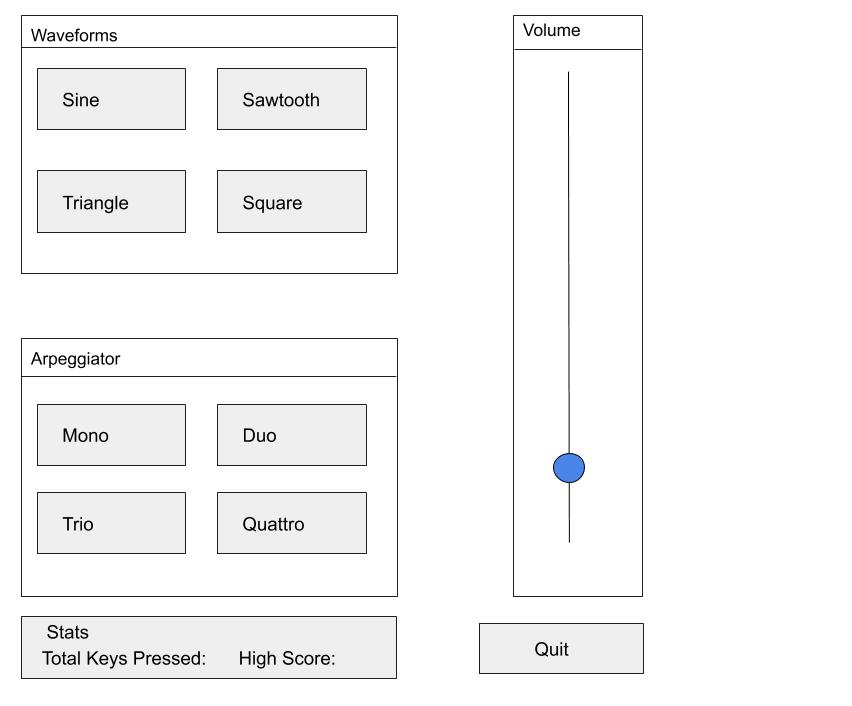 Waveforms
Sine
Sawtooth
Triangle
Square
Arpeggiator
Mono
Duo
Trio
Quattro
Stats
Total Keys Pressed: High Score:
Volume
Quit